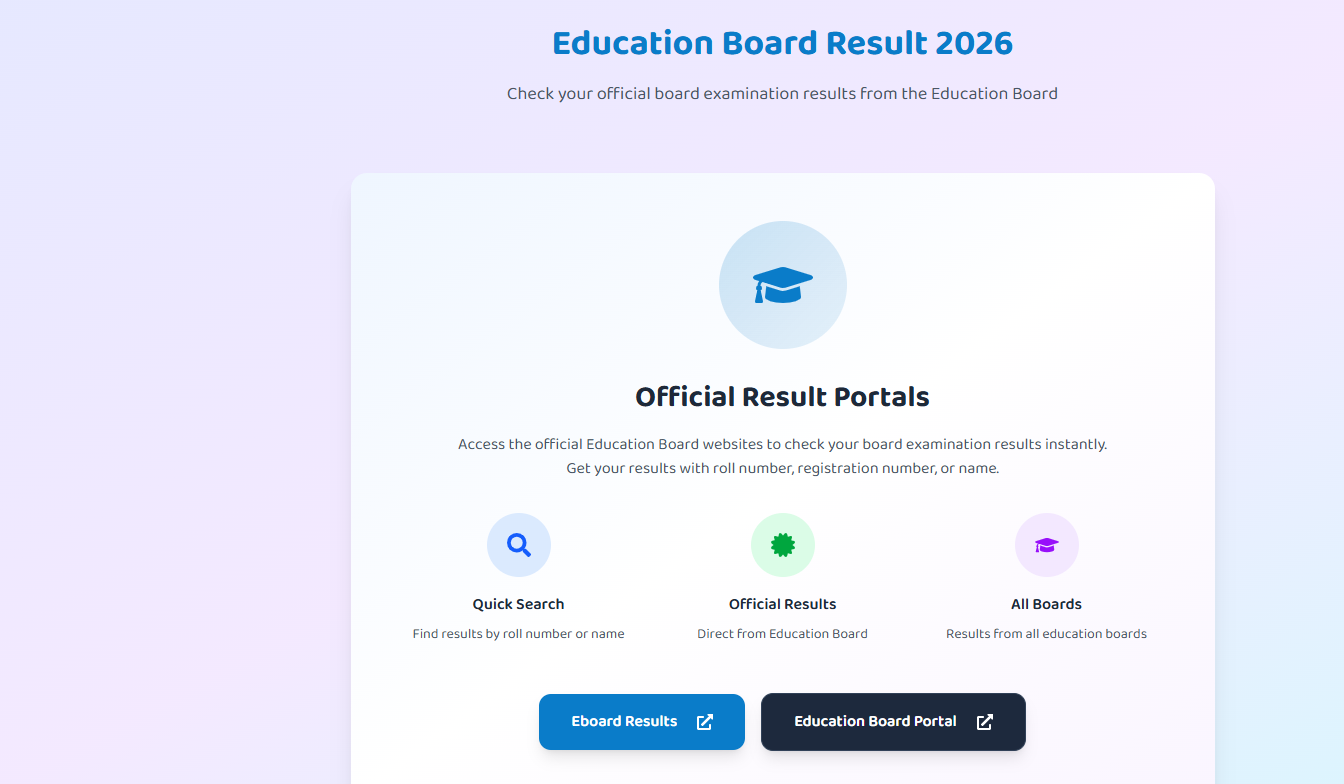 Education Board Result 2026
Check your official board examination results from the Education Board
Official Result Portals
Access the official Education Board websites to check your board examination results instantly.
Get your results with roll number, registration number, or name.
Quick Search
Find results by roll number or name
Official Results
Direct from Education Board
All Boards
Results from all education boards
Eboard Results
Education Board Portal